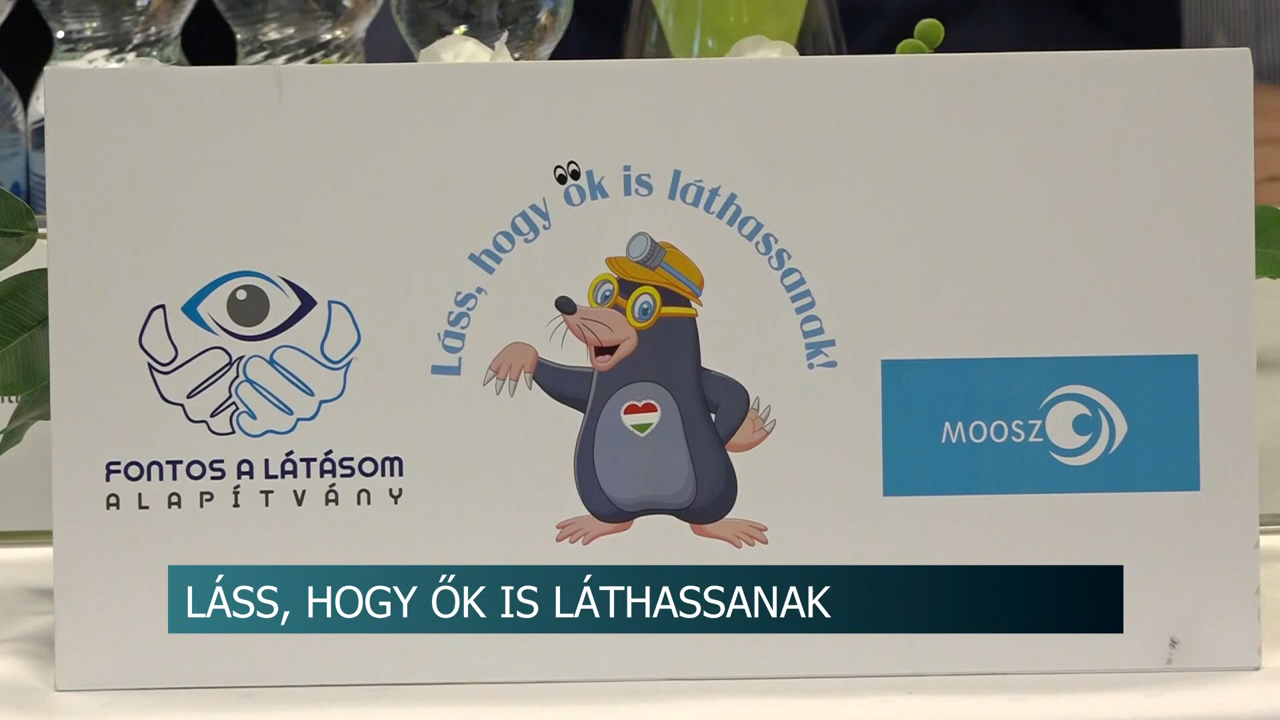 Láss, hogy ők is láthassanak!
FONTOS A LÁTÁSOM
ALAPÍTVÁNY
MOOSZ
LÁSS, HOGY ŐK IS LÁTHASSANAK